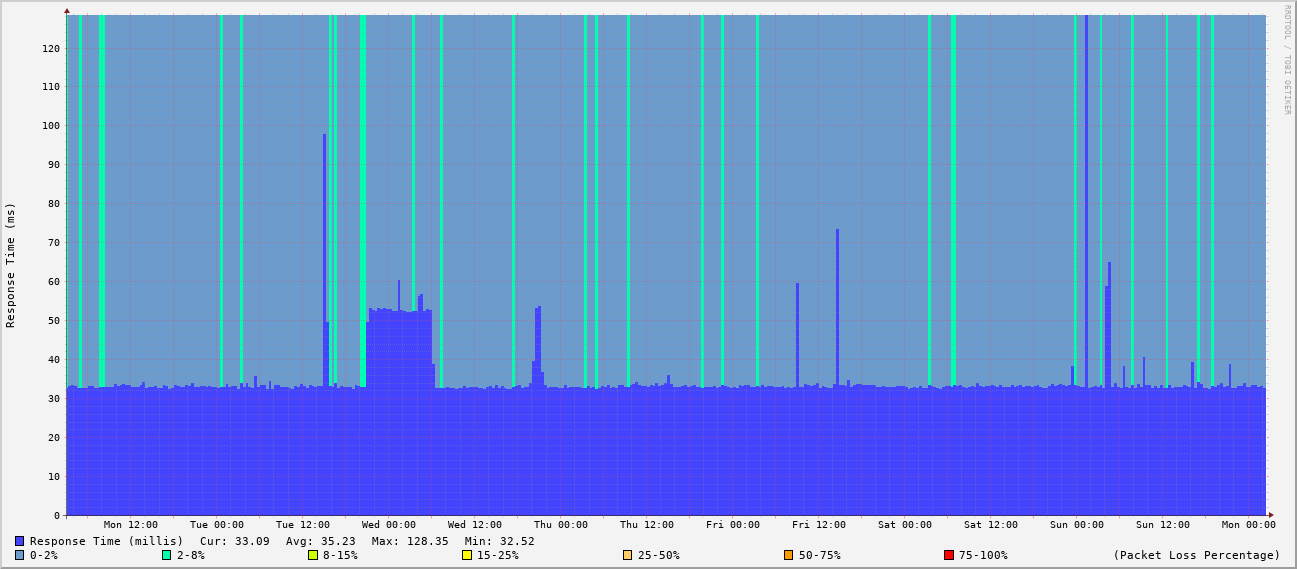 RRDTOOL / TOBI OETIKER
Response Time (ms)
120
110
100
90
80
70
60
50
40
30
20
10
0
Mon 12:00 Tue 00:00 Tue 12:00 Wed 00:00 Wed 12:00 Thu 00:00 Thu 12:00 Fri 00:00 Fri 12:00 Sat 00:00 Sat 12:00 Sun 00:00 Sun 12:00 Mon 00:00
Response Time (millis) Cur: 33.09 Avg: 35.23 Max: 128.35 Min: 32.52
0-2% 2-8% 8-15% 15-25% 25-50% 50-75% 75-100% (Packet Loss Percentage)